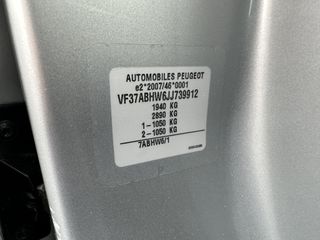 AUTOMOBILES PEUGEOT
e2*2007/46*0001
VF37ABHW6JJ739912
1940 KG
2890 KG
1-1050 KG
2-1050 KG
7ABHW6/1